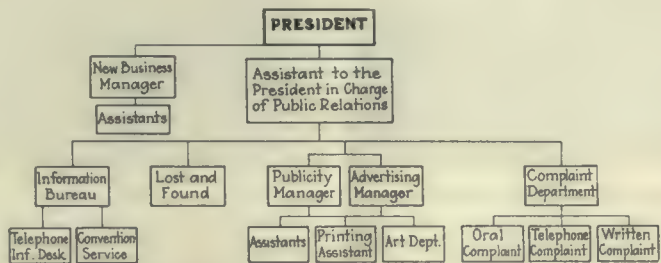 PRESIDENT
New Business
Manager
Assistants
Assistant to the
President in Charge
of Public Relations
Information
Bureau
Lost and
Found
Publicity
Manager
Advertising
Manager
Complaint
Department
Telephone
Inf. Desk
Convention
Service
Assistants
Printing
Assistant
Art Dept.
Oral
Complaint
Telephone
Complaint
Written
Complaint